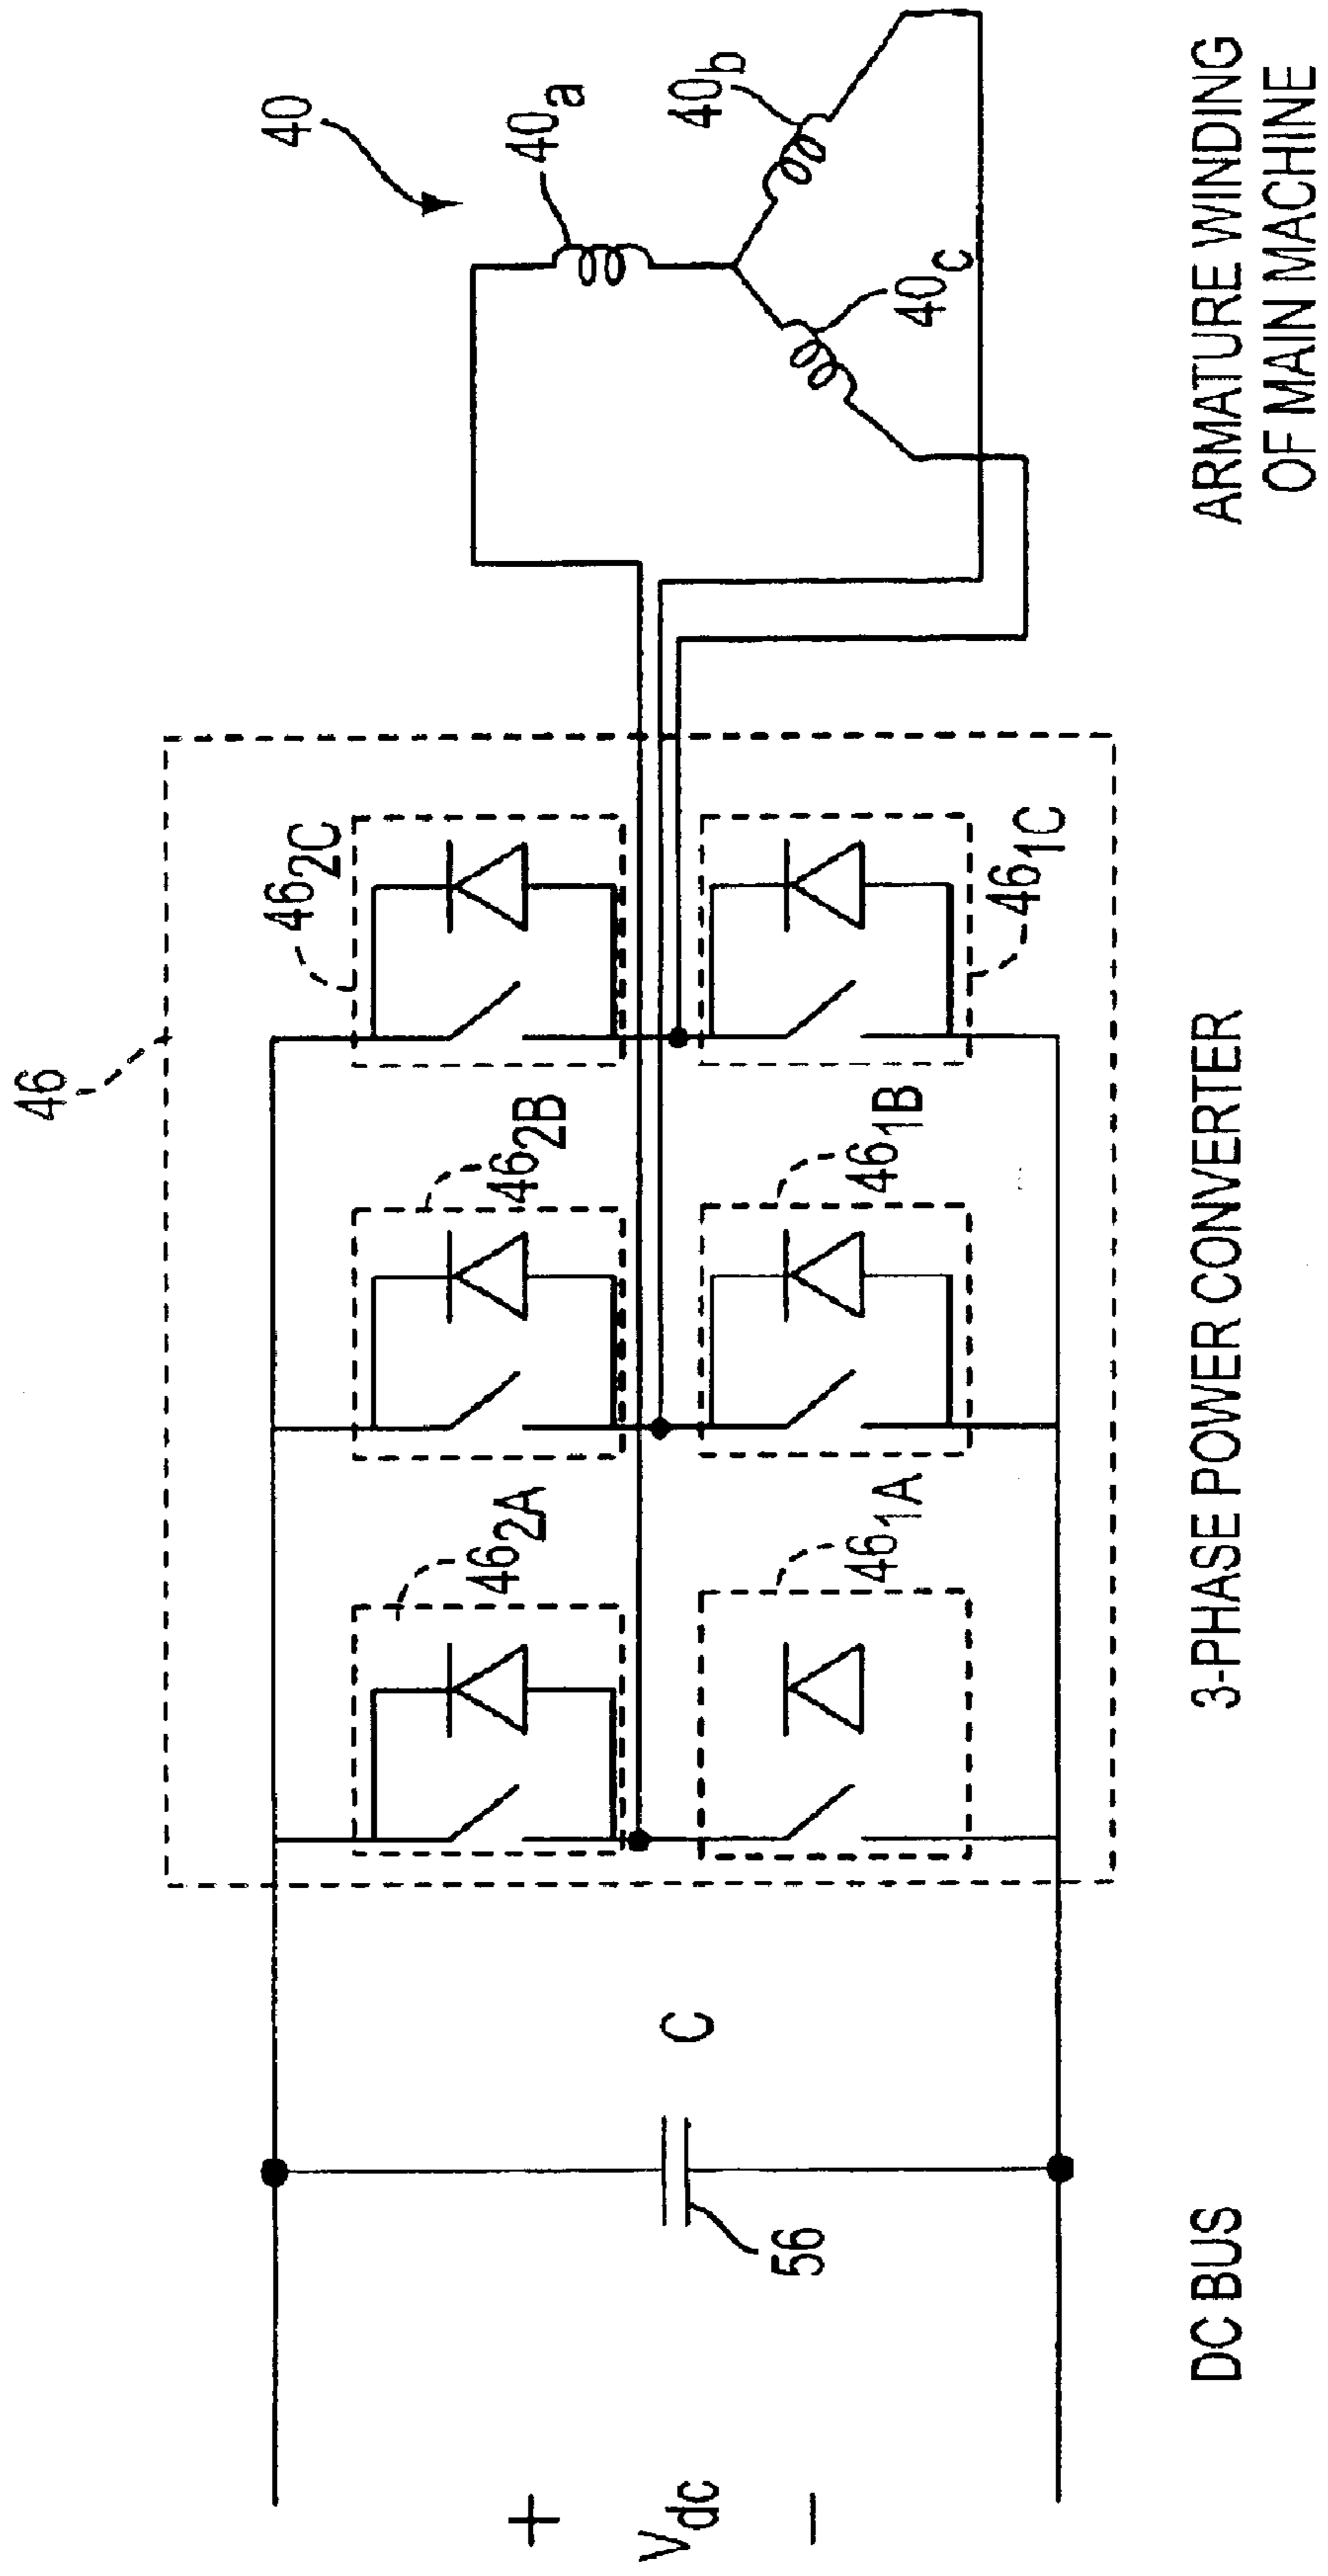 46
40
46₂C
40ₐ
46₂B
40b
46₂A
40c
46₁C
46₁B
46₁A
C
56
+
Vdc
−
DC BUS
3-PHASE POWER CONVERTER
ARMATURE WINDING
OF MAIN MACHINE